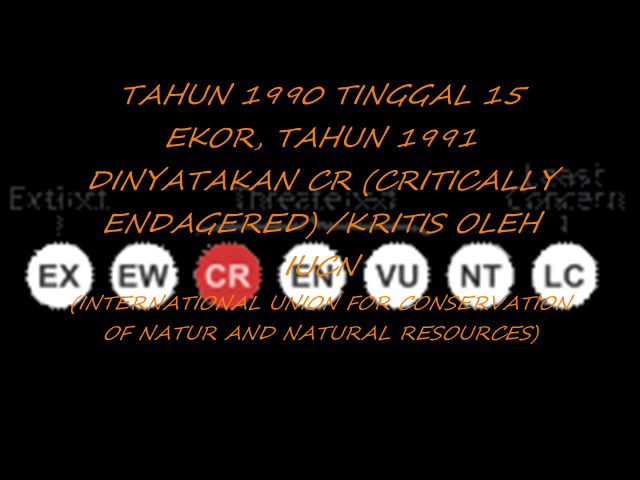 TAHUN 1990 TINGGAL 15
EKOR, TAHUN 1991
DINYATAKAN CR (CRITICALLY
ENDAGERED) /KRITIS OLEH
IUCN
(INTERNATIONAL UNION FOR CONSERVATION
OF NATUR AND NATURAL RESOURCES)
Extinct
Threatened
Least
Concern
EX EW CR EN VU NT LC